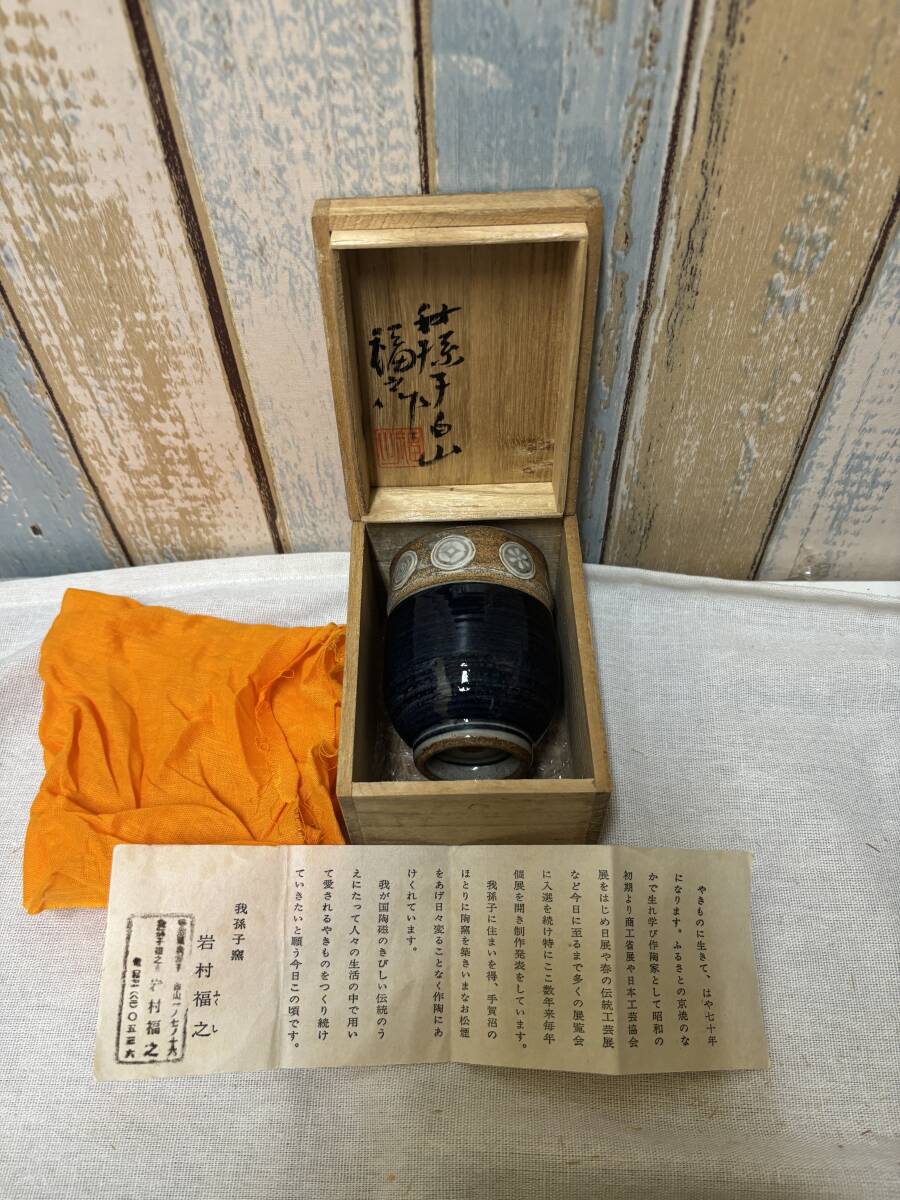 我孫子白山
福之作
やきものに生きて、はや七十年
になります。ふるさとの京焼のな
かで生れ学び作陶家として昭和の
初期より商工省展や日本工芸協会
展をはじめ日展や春の伝統工芸展
など今日に至るまで多くの展覧会
に入選を続け特にここ数年来毎年
個展を開き制作発表をしています。
我孫子に住まいを得、手賀沼の
ほとりに陶窯を築きいまなお松煙
をあげ日々変ることなく作陶にあ
けくれています。
我が国陶磁のきびしい伝統のう
えにたって人々の生活の中で用い
て愛されるやきものをつくり続け
ていきたいと願う今日この頃です。
我孫子窯
岩村福之
ふくし
岩村福之